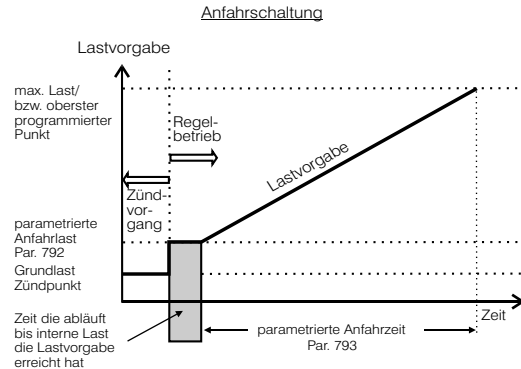 Anfahrschaltung
Lastvorgabe
max. Last/
bzw. oberster
programmierter
Punkt
Regel-
betrieb
Lastvorgabe
Zünd-
vor-
gang
parametrierte
Anfahrlast
Par. 792
Grundlast
Zündpunkt
Zeit
Zeit die abläuft
bis interne Last
die Lastvorgabe
erreicht hat
parametrierte Anfahrzeit
Par. 793